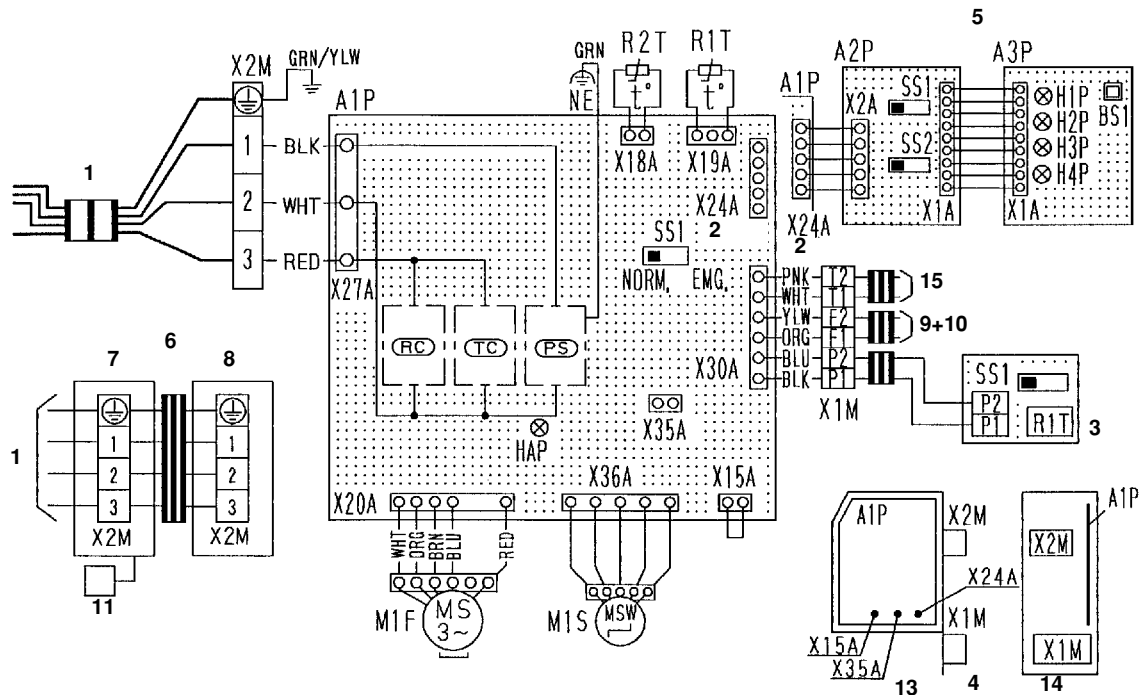 5
X2M
GRN/YLW
GRN
NE
R2T
R1T
t°
t°
A1P
A2P
A3P
A1P
X2A
SS1
SS2
BS1
H1P
H2P
H3P
H4P
1
1
2
3
BLK
WHT
RED
X27A
X18A
X19A
X24A
2
X24A
2
X1A
X1A
SS1
NORM.
EMG.
PNK
WHT
YLW
ORG
BLU
BLK
T2
T1
F2
F1
P2
P1
15
9+10
X30A
X1M
RC
TC
PS
HAP
X35A
SS1
P2
P1
R1T
3
7
6
8
1
1
2
3
1
2
3
X2M
X2M
11
X20A
X36A
X15A
WHT
ORG
BRN
BLU
RED
M1F
MS
3~
M1S
MSW
A1P
X2M
X24A
X1M
X15A
X35A
13
4
A1P
X2M
X1M
14